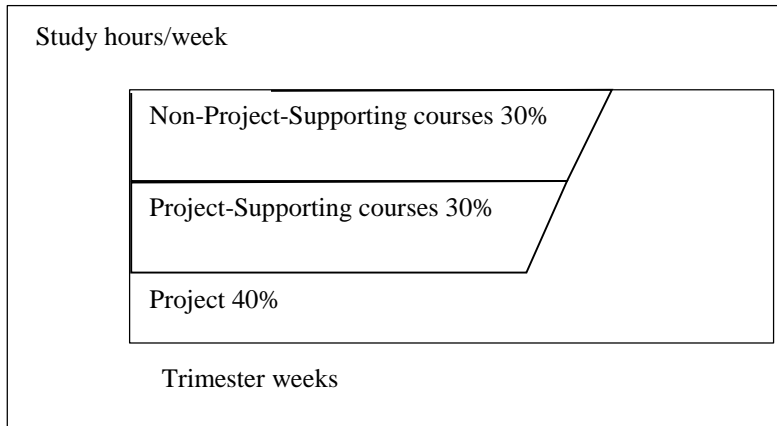 Study hours/week
Non-Project-Supporting courses 30%
Project-Supporting courses 30%
Project 40%
Trimester weeks